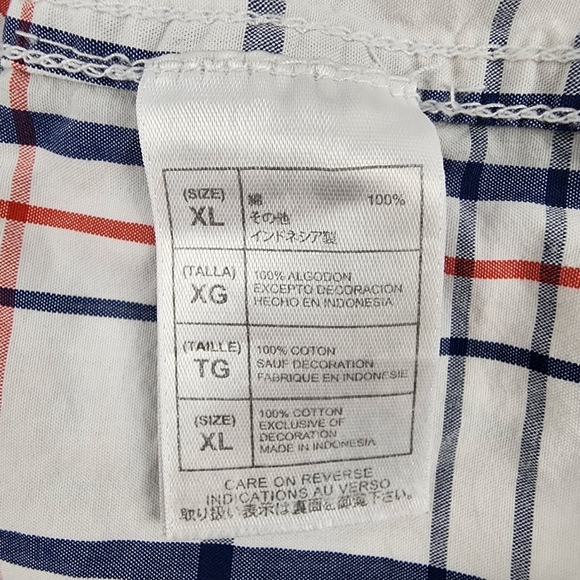 (SIZE)
XL
綿 100%
その他
インドネシア製
(TALLA)
XG
100% ALGODON
EXCEPTO DECORACION
HECHO EN INDONESIA
(TAILLE)
TG
100% COTON
SAUF DECORATION
FABRIQUE EN INDONESIE
(SIZE)
XL
100% COTTON
EXCLUSIVE OF
DECORATION
MADE IN INDONESIA
CARE ON REVERSE
INDICATIONS AU VERSO
取り扱い表示は裏面を御覧下さい。